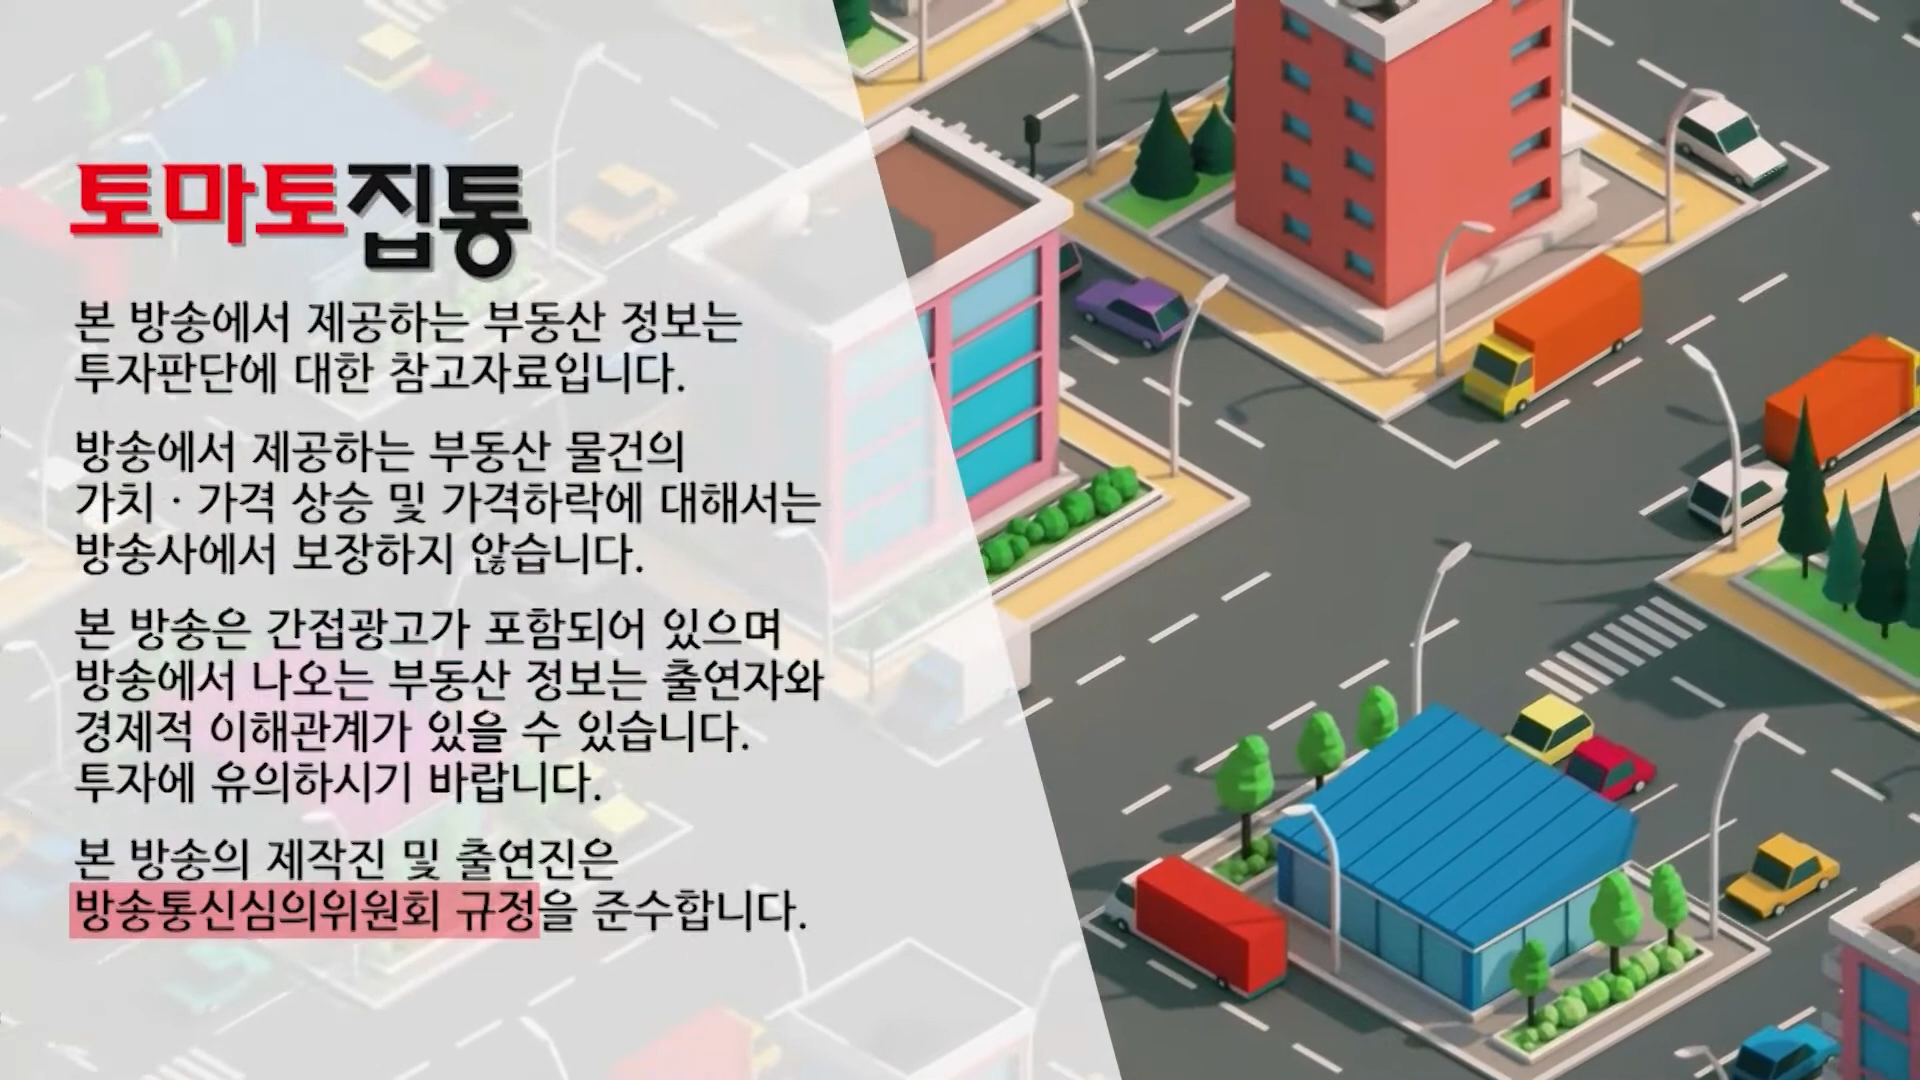 토마토집통
본 방송에서 제공하는 부동산 정보는
투자판단에 대한 참고자료입니다.
방송에서 제공하는 부동산 물건의
가치 · 가격 상승 및 가격하락에 대해서는
방송사에서 보장하지 않습니다.
본 방송은 간접광고가 포함되어 있으며
방송에서 나오는 부동산 정보는 출연자와
경제적 이해관계가 있을 수 있습니다.
투자에 유의하시기 바랍니다.
본 방송의 제작진 및 출연진은
방송통신심의위원회 규정을 준수합니다.